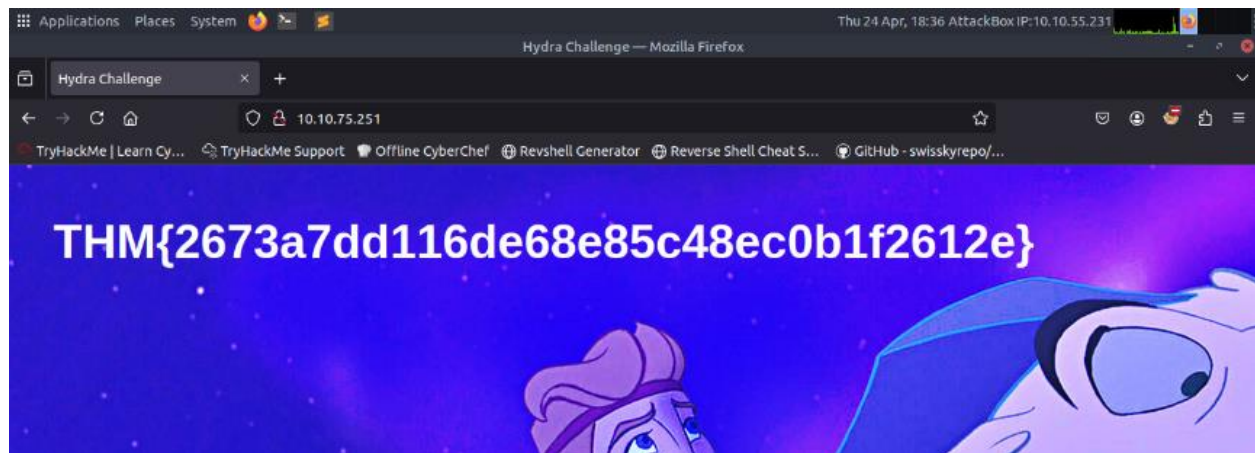 Applications Places System Thu 24 Apr, 18:36 AttackBox IP:10.10.55.231
Hydra Challenge — Mozilla Firefox
Hydra Challenge × +
10.10.75.251
TryHackMe | Learn Cy... TryHackMe Support Offline CyberChef Revshell Generator Reverse Shell Cheat S... GitHub - swisskyrepo/...
THM{2673a7dd116de68e85c48ec0b1f2612e}